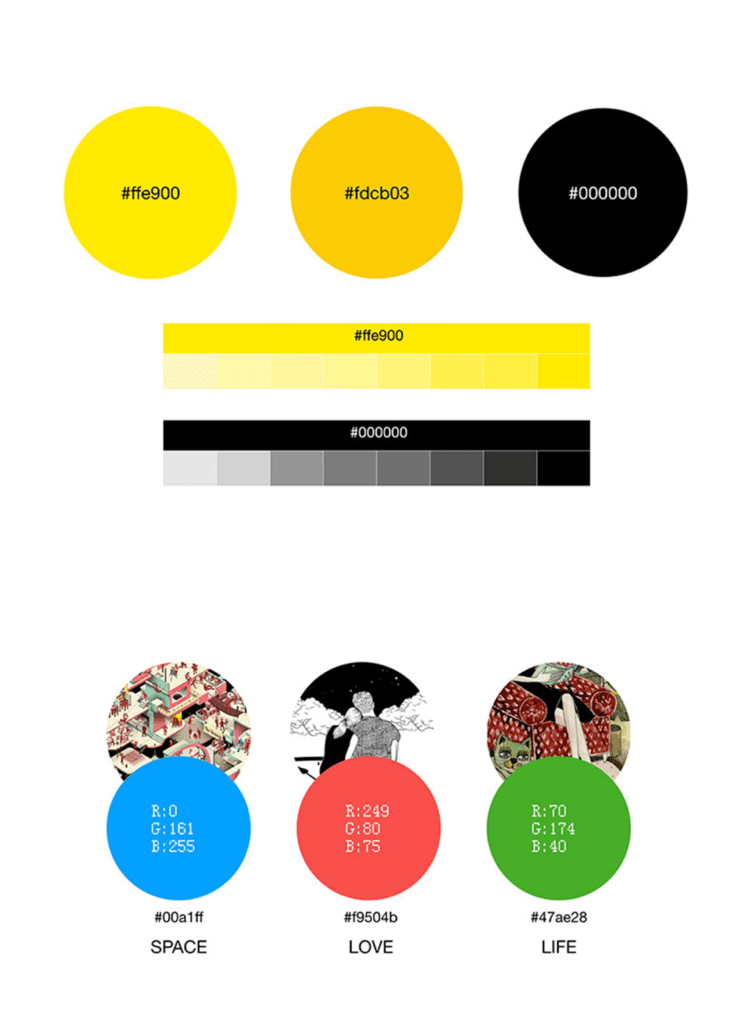 #ffe900
#fdcb03
#000000
#ffe900
#000000
R:0
G:161
B:255
R:249
G:80
B:75
R:70
G:174
B:40
#00a1ff
#f9504b
#47ae28
SPACE
LOVE
LIFE